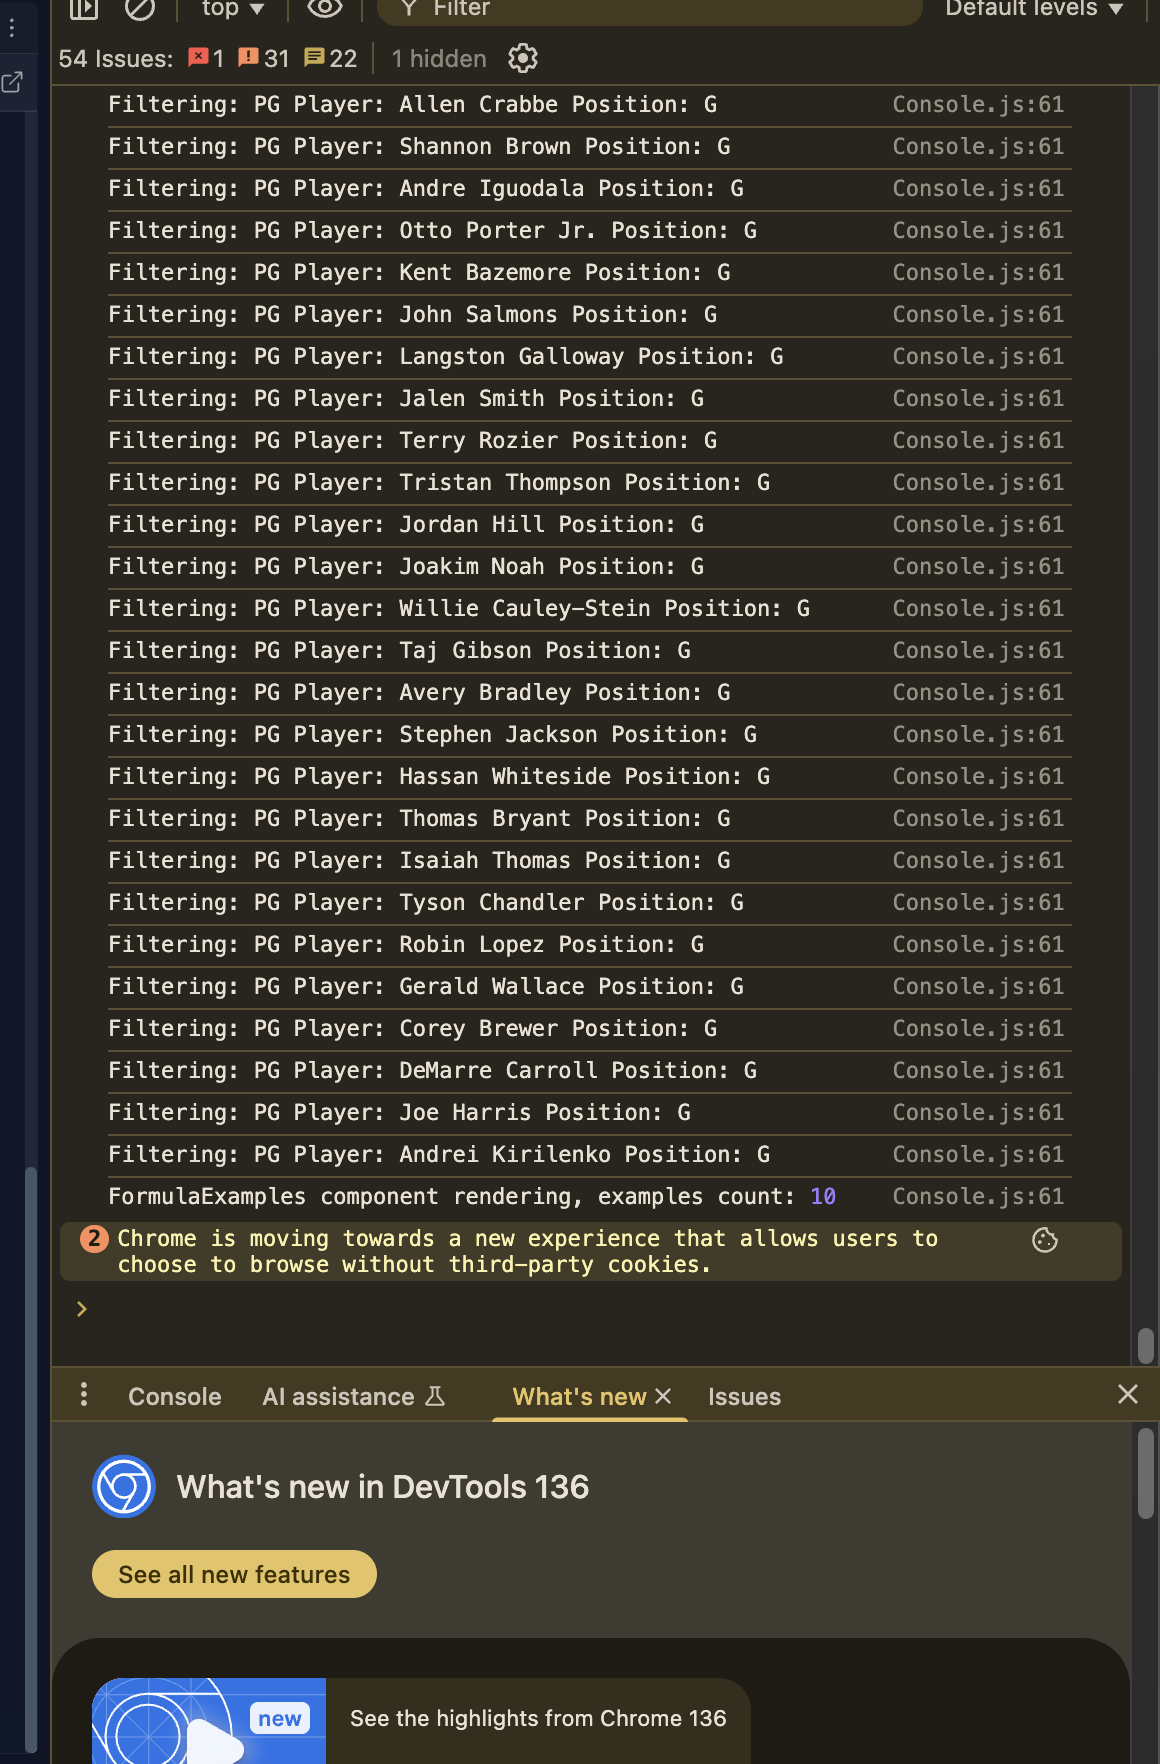 top ▼
Filter
Default levels ▼
54 Issues: 1 31 22 1 hidden
Filtering: PG Player: Allen Crabbe Position: G Console.js:61
Filtering: PG Player: Shannon Brown Position: G Console.js:61
Filtering: PG Player: Andre Iguodala Position: G Console.js:61
Filtering: PG Player: Otto Porter Jr. Position: G Console.js:61
Filtering: PG Player: Kent Bazemore Position: G Console.js:61
Filtering: PG Player: John Salmons Position: G Console.js:61
Filtering: PG Player: Langston Galloway Position: G Console.js:61
Filtering: PG Player: Jalen Smith Position: G Console.js:61
Filtering: PG Player: Terry Rozier Position: G Console.js:61
Filtering: PG Player: Tristan Thompson Position: G Console.js:61
Filtering: PG Player: Jordan Hill Position: G Console.js:61
Filtering: PG Player: Joakim Noah Position: G Console.js:61
Filtering: PG Player: Willie Cauley-Stein Position: G Console.js:61
Filtering: PG Player: Taj Gibson Position: G Console.js:61
Filtering: PG Player: Avery Bradley Position: G Console.js:61
Filtering: PG Player: Stephen Jackson Position: G Console.js:61
Filtering: PG Player: Hassan Whiteside Position: G Console.js:61
Filtering: PG Player: Thomas Bryant Position: G Console.js:61
Filtering: PG Player: Isaiah Thomas Position: G Console.js:61
Filtering: PG Player: Tyson Chandler Position: G Console.js:61
Filtering: PG Player: Robin Lopez Position: G Console.js:61
Filtering: PG Player: Gerald Wallace Position: G Console.js:61
Filtering: PG Player: Corey Brewer Position: G Console.js:61
Filtering: PG Player: DeMarre Carroll Position: G Console.js:61
Filtering: PG Player: Joe Harris Position: G Console.js:61
Filtering: PG Player: Andrei Kirilenko Position: G Console.js:61
FormulaExamples component rendering, examples count: 10 Console.js:61
2 Chrome is moving towards a new experience that allows users to
choose to browse without third-party cookies.
Console AI assistance What's new Issues
What's new in DevTools 136
See all new features
new
See the highlights from Chrome 136